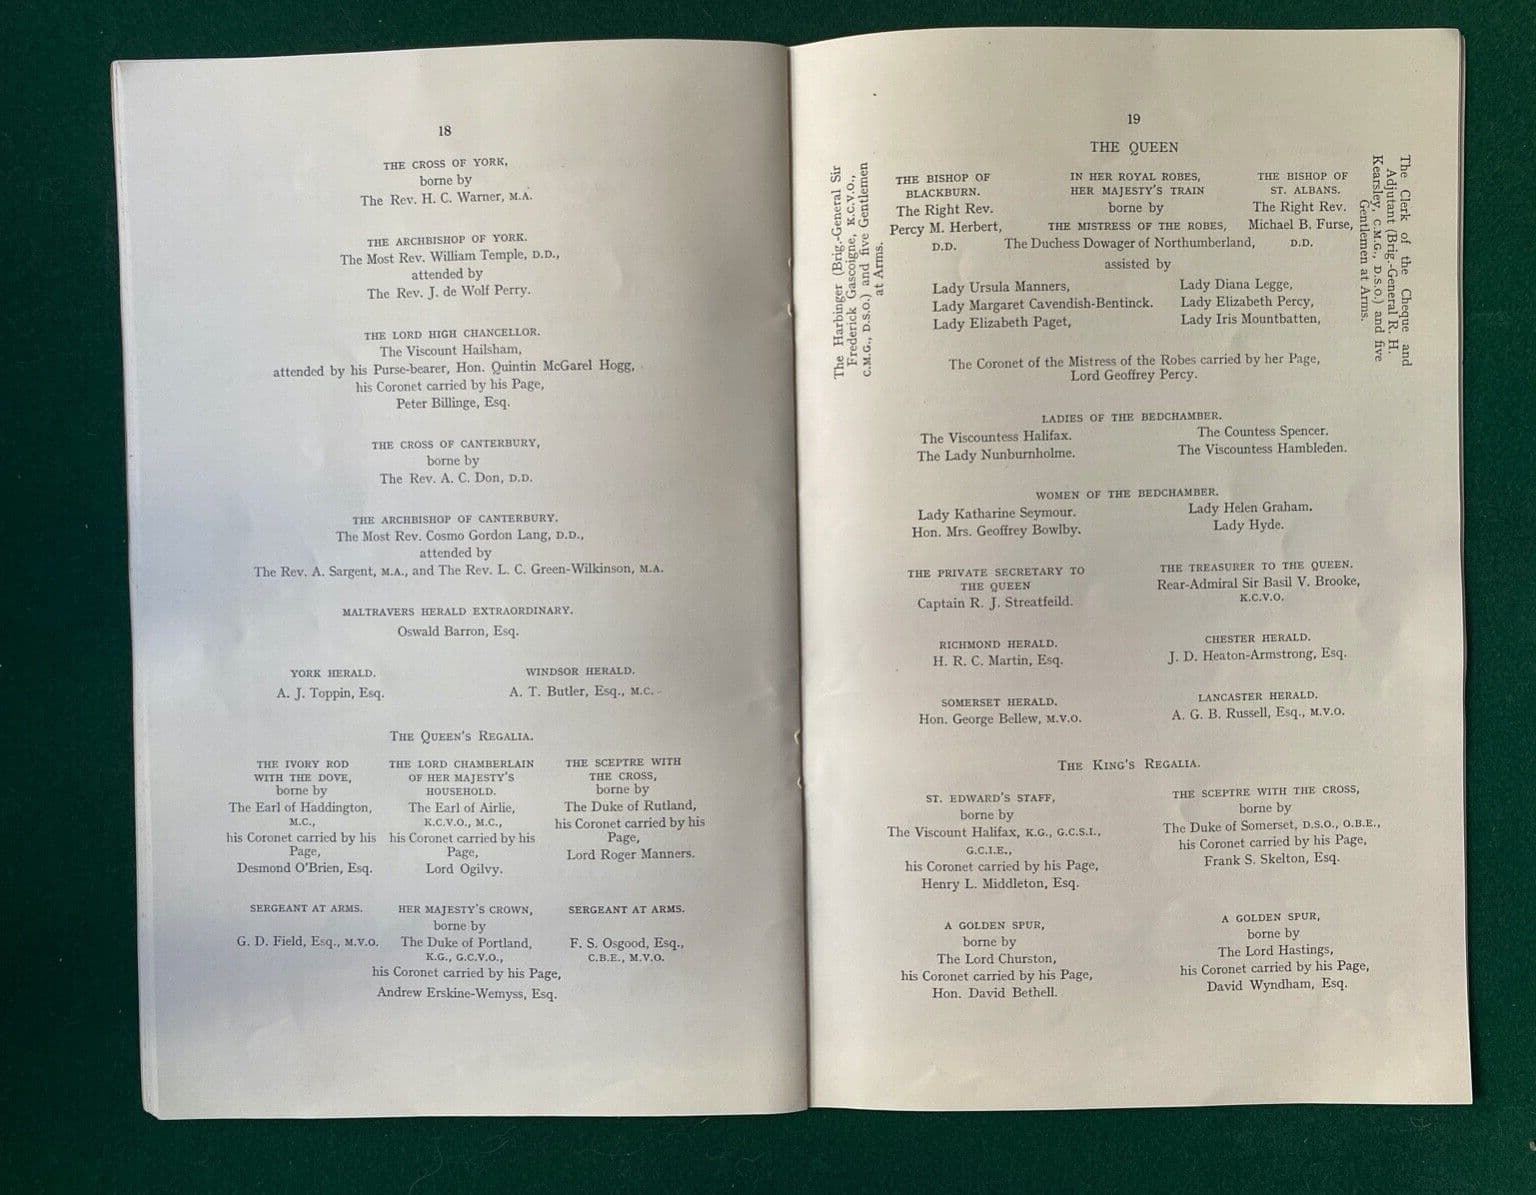 18
THE CROSS OF YORK,
borne by
The Rev. H. C. Warner, M.A.
THE ARCHBISHOP OF YORK.
The Most Rev. William Temple, D.D.,
attended by
The Rev. J. de Wolf Perry.
THE LORD HIGH CHANCELLOR.
The Viscount Hailsham,
attended by his Purse-bearer, Hon. Quintin McGarel Hogg,
his Coronet carried by his Page,
Peter Billinge, Esq.
THE CROSS OF CANTERBURY,
borne by
The Rev. A. C. Don, D.D.
THE ARCHBISHOP OF CANTERBURY.
The Most Rev. Cosmo Gordon Lang, D.D.,
attended by
The Rev. A. Sargent, M.A., and The Rev. L. C. Green-Wilkinson, M.A.
MALTRAVERS HERALD EXTRAORDINARY.
Oswald Barron, Esq.
YORK HERALD.
A. J. Toppin, Esq.
WINDSOR HERALD.
A. T. Butler, Esq., M.C.
THE QUEEN'S REGALIA.
THE IVORY ROD
WITH THE DOVE,
borne by
The Earl of Haddington,
M.C.,
his Coronet carried by his
Page,
Desmond O'Brien, Esq.
THE LORD CHAMBERLAIN
OF HER MAJESTY'S
HOUSEHOLD.
The Earl of Airlie,
K.C.V.O., M.C.,
his Coronet carried by his
Page,
Lord Ogilvy.
THE SCEPTRE WITH
THE CROSS,
borne by
The Duke of Rutland,
his Coronet carried by his
Page,
Lord Roger Manners.
SERGEANT AT ARMS.
G. D. Field, Esq., M.V.O.
HER MAJESTY'S CROWN,
borne by
The Duke of Portland,
K.G., G.C.V.O.,
his Coronet carried by his Page,
Andrew Erskine-Wemyss, Esq.
SERGEANT AT ARMS.
F. S. Osgood, Esq.,
C.B.E., M.V.O.
19
THE QUEEN
The Harbinger (Brig.-General Sir
Frederick Gascoigne, K.C.V.O.,
C.M.G., D.S.O.) and five Gentlemen
at Arms.
THE BISHOP OF
BLACKBURN.
The Right Rev.
Percy M. Herbert,
D.D.
IN HER ROYAL ROBES,
HER MAJESTY'S TRAIN
borne by
THE MISTRESS OF THE ROBES,
The Duchess Dowager of Northumberland,
assisted by
THE BISHOP OF
ST. ALBANS.
The Right Rev.
Michael B. Furse,
D.D.
The Clerk of the Cheque and
Adjutant (Brig.-General R. H.
Kearsley, C.M.G., D.S.O.) and five
Gentlemen at Arms.
Lady Ursula Manners,
Lady Margaret Cavendish-Bentinck.
Lady Elizabeth Paget,
Lady Diana Legge,
Lady Elizabeth Percy,
Lady Iris Mountbatten,
The Coronet of the Mistress of the Robes carried by her Page,
Lord Geoffrey Percy.
LADIES OF THE BEDCHAMBER.
The Viscountess Halifax.
The Lady Nunburnholme.
The Countess Spencer.
The Viscountess Hambleden.
WOMEN OF THE BEDCHAMBER.
Lady Katharine Seymour.
Hon. Mrs. Geoffrey Bowlby.
Lady Helen Graham.
Lady Hyde.
THE PRIVATE SECRETARY TO
THE QUEEN
Captain R. J. Streatfeild.
THE TREASURER TO THE QUEEN.
Rear-Admiral Sir Basil V. Brooke,
K.C.V.O.
RICHMOND HERALD.
H. R. C. Martin, Esq.
CHESTER HERALD.
J. D. Heaton-Armstrong, Esq.
SOMERSET HERALD.
Hon. George Bellew, M.V.O.
LANCASTER HERALD.
A. G. B. Russell, Esq., M.V.O.
THE KING'S REGALIA.
ST. EDWARD'S STAFF,
borne by
The Viscount Halifax, K.G., G.C.S.I.,
G.C.I.E.,
his Coronet carried by his Page,
Henry L. Middleton, Esq.
THE SCEPTRE WITH THE CROSS,
borne by
The Duke of Somerset, D.S.O., O.B.E.,
his Coronet carried by his Page,
Frank S. Skelton, Esq.
A GOLDEN SPUR,
borne by
The Lord Churston,
his Coronet carried by his Page,
Hon. David Bethell.
A GOLDEN SPUR,
borne by
The Lord Hastings,
his Coronet carried by his Page,
David Wyndham, Esq.